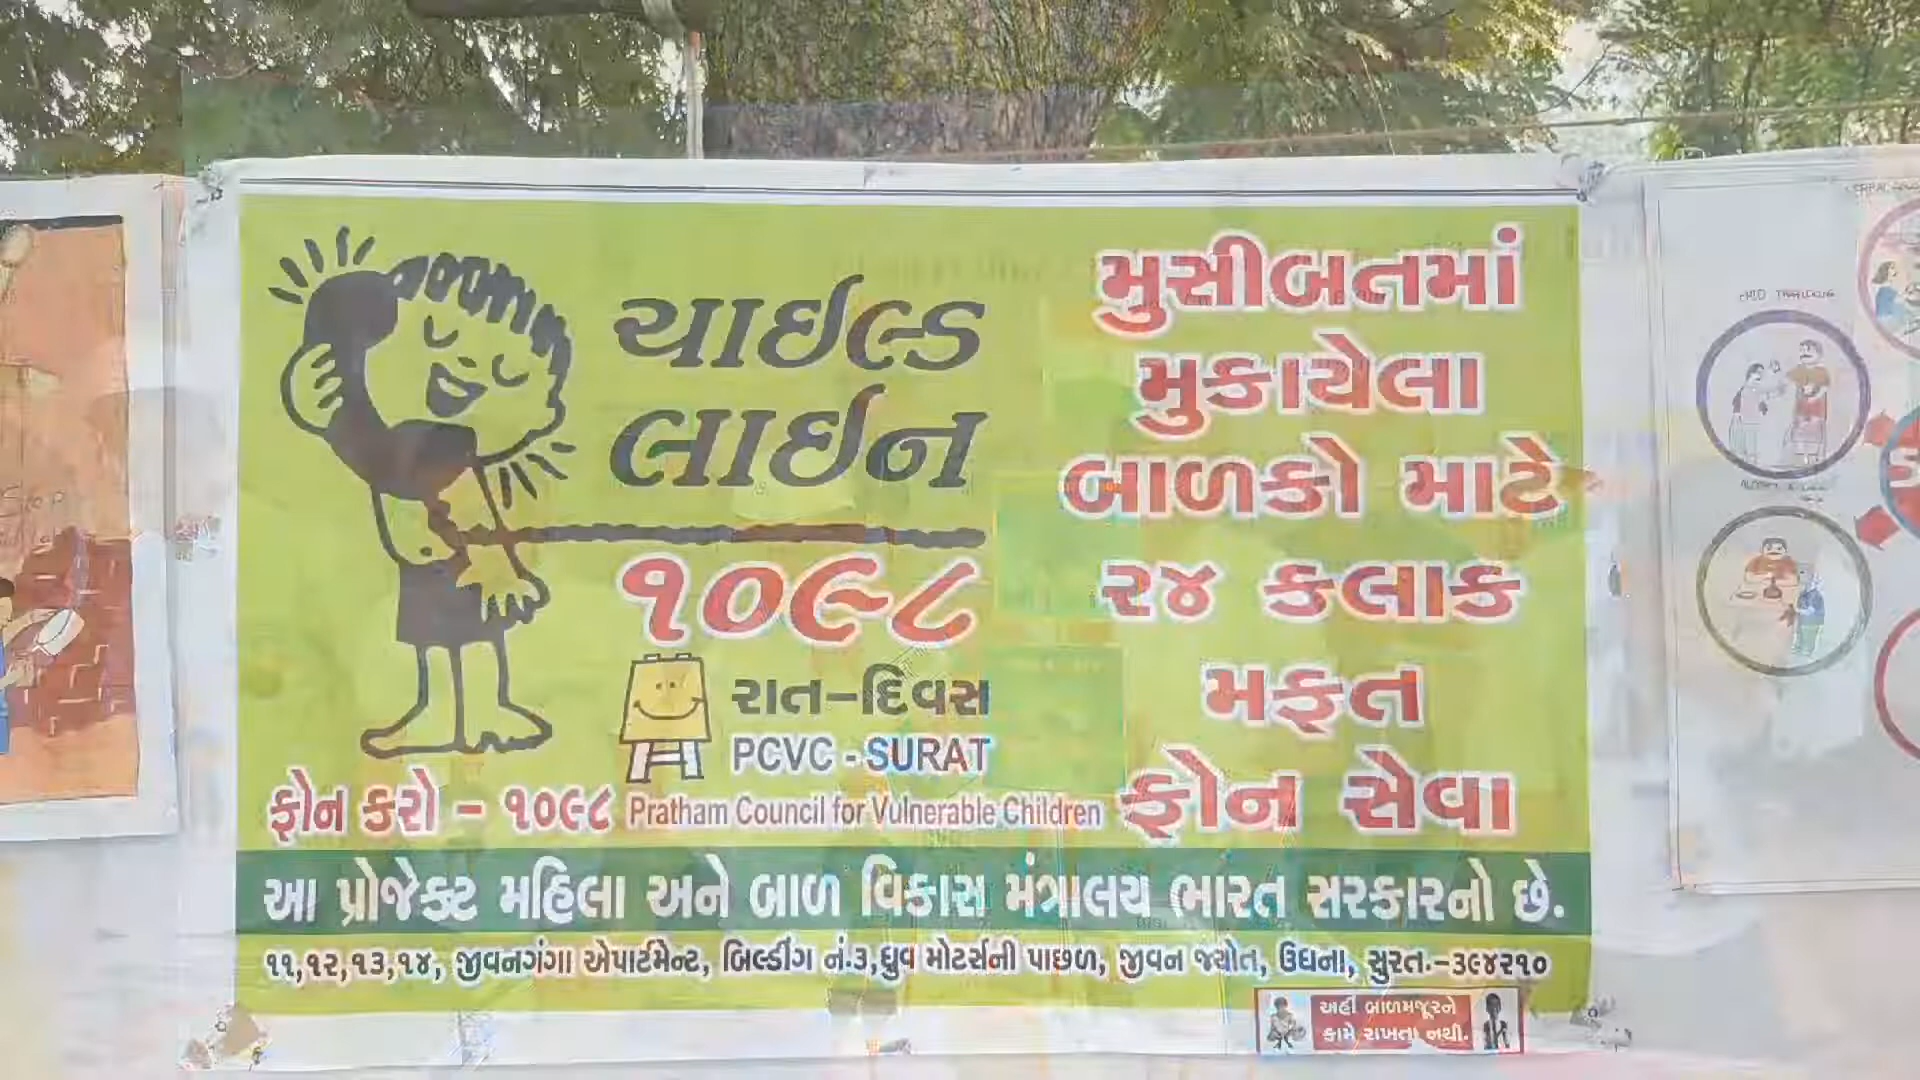 ચાઇલ્ડ
લાઇન
૧૦૯૮
રાત-દિવસ
PCVC - SURAT
Pratham Council for Vulnerable Children
ફોન કરો - ૧૦૯૮
મુસીબતમાં
મુકાયેલા
બાળકો માટે
૨૪ કલાક
મફત
ફોન સેવા
આ પ્રોજેક્ટ મહિલા અને બાળ વિકાસ મંત્રાલય ભારત સરકારનો છે.
૧૧,૧૨,૧૩,૧૪, જીવનગંગા એપાર્ટમેન્ટ, બિલ્ડીંગ નં.૩,ધ્રુવ મોટર્સની પાછળ, જીવન જ્યોત, ઉધના, સુરત.-૩૯૪૨૧૦
અહીં બાળમજૂરને
કામે રાખતા નથી.
Stop